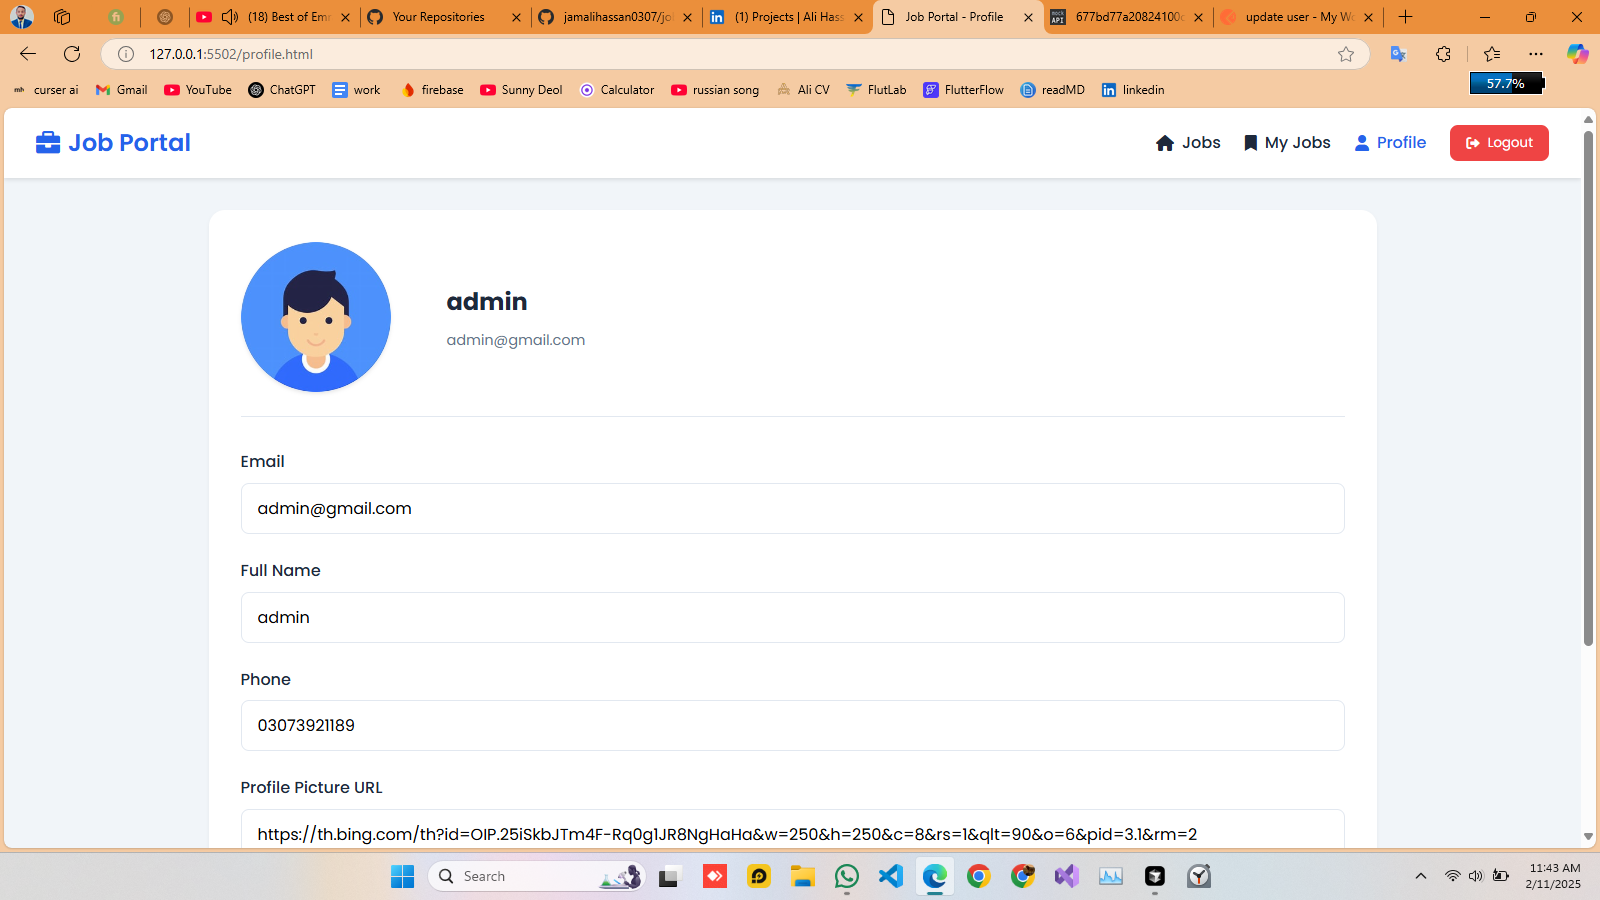 (18) Best of Emr
Your Repositories
jamalihassan0307/jo
(1) Projects | Ali Hass
Job Portal - Profile
mock API
677bd77a20824100c
update user - My Wo
127.0.0.1:5502/profile.html
curser ai
Gmail
YouTube
ChatGPT
work
firebase
Sunny Deol
Calculator
russian song
Ali CV
FlutLab
FlutterFlow
readMD
linkedin
57.7%
Job Portal
Jobs
My Jobs
Profile
Logout
admin
admin@gmail.com
Email
admin@gmail.com
Full Name
admin
Phone
03073921189
Profile Picture URL
https://th.bing.com/th?id=OIP.25iSkbJTm4F-Rq0g1JR8NgHaHa&w=250&h=250&c=8&rs=1&qlt=90&o=6&pid=3.1&rm=2
Search
11:43 AM
2/11/2025